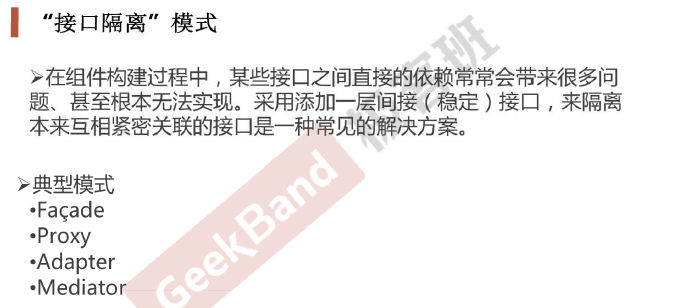 “接口隔离”模式
➢在组件构建过程中，某些接口之间直接的依赖常常会带来很多问
题、甚至根本无法实现。采用添加一层间接（稳定）接口，来隔离
本来互相紧密关联的接口是一种常见的解决方案。
➢典型模式
•Façade
•Proxy
•Adapter
•Mediator
GeekBand 极客班